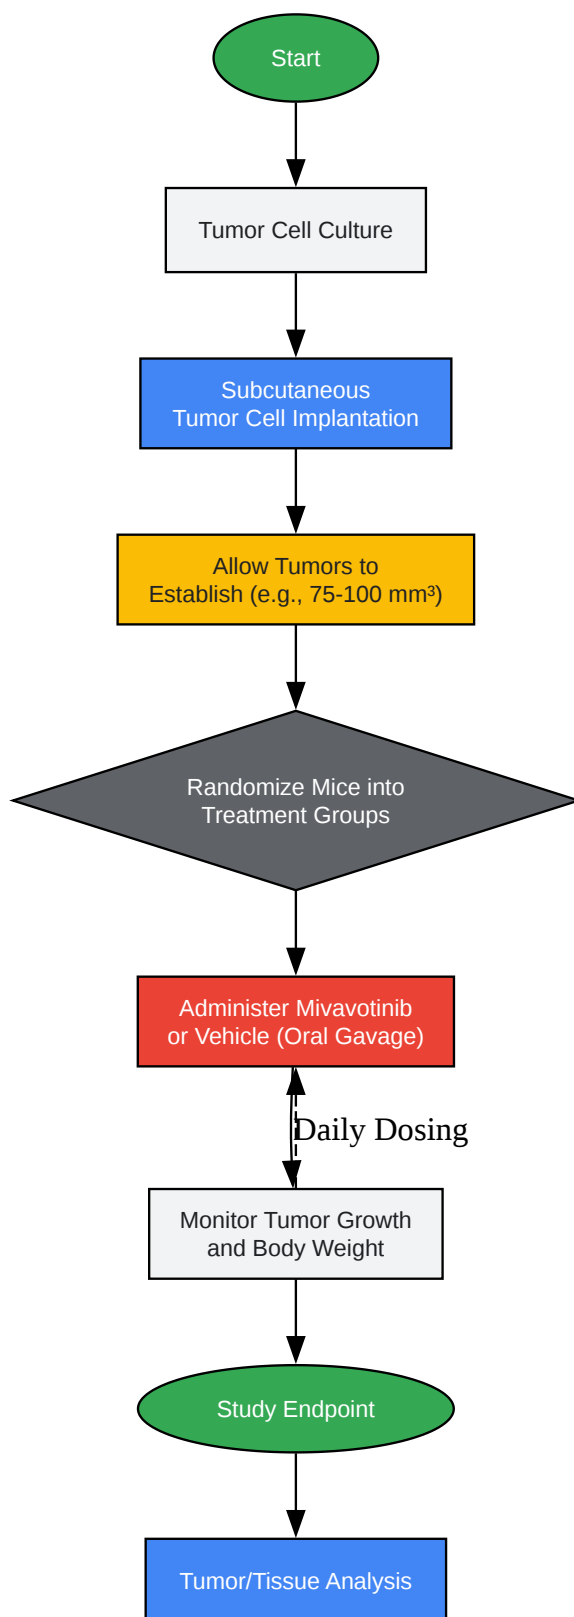 Start
Tumor Cell Culture
Subcutaneous
Tumor Cell Implantation
Allow Tumors to
Establish (e.g., 75-100 mm³)
Randomize Mice into
Treatment Groups
Administer Mivavotinib
or Vehicle (Oral Gavage)
Daily Dosing
Monitor Tumor Growth
and Body Weight
Study Endpoint
Tumor/Tissue Analysis